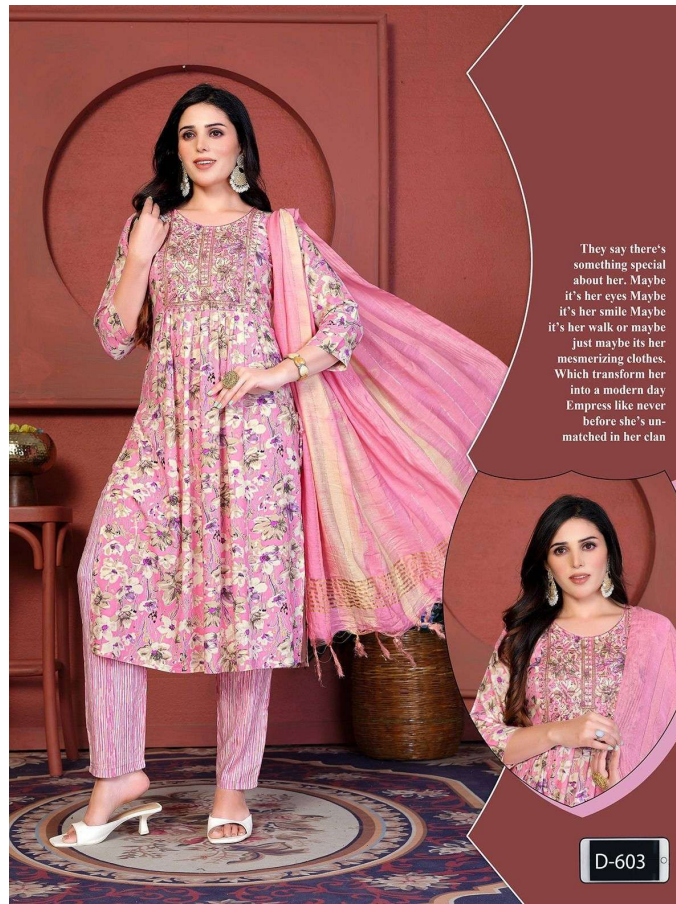 They say there's
something special
about her. Maybe
it's her eyes Maybe
it's her smile Maybe
it's her walk or maybe
just maybe its her
mesmerizing clothes.
Which transform her
into a modern day
Empress like never
before she's un-
matched in her clan
D-603